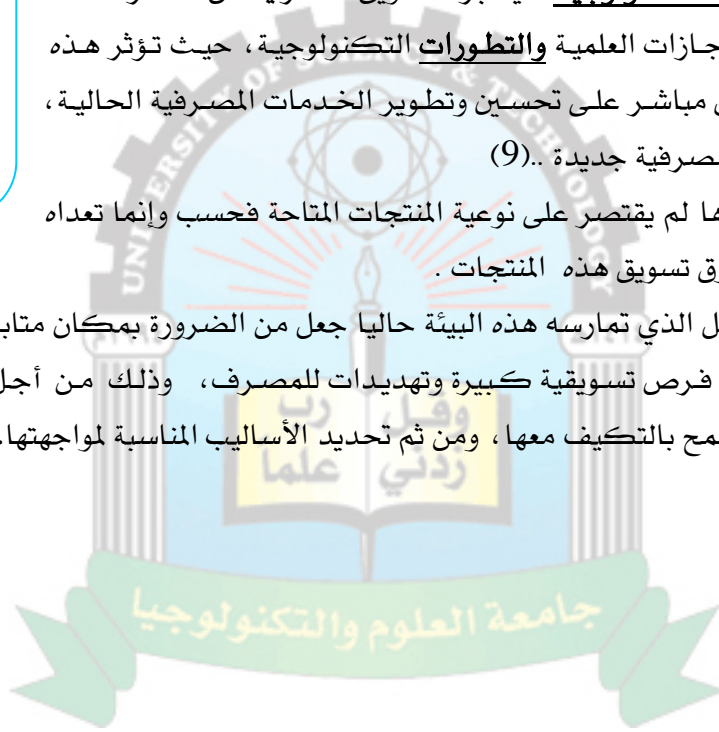 جازات العلمية والتطورات التكنولوجية، حيث تؤثر هذه
مباشر على تحسين وتطوير الخدمات المصرفية الحالية،
صرفية جديدة ..(9)
ها لم يقتصر على نوعية المنتجات المتاحة فحسب وإنما تعداه
ق تسويق هذه المنتجات .
ل الذي تمارسه هذه البيئة حاليا جعل من الضرورة بمكان متاب
فرص تسويقية كبيرة وتهديدات للمصرف، وذلك من أجل
مح بالتكيف معها، ومن ثم تحديد الأساليب المناسبة لمواجهتها.
UNIVERSITY OF SCIENCE & TECHNOLOGY
وقل رب
زدني علما
جامعة العلوم والتكنولوجيا